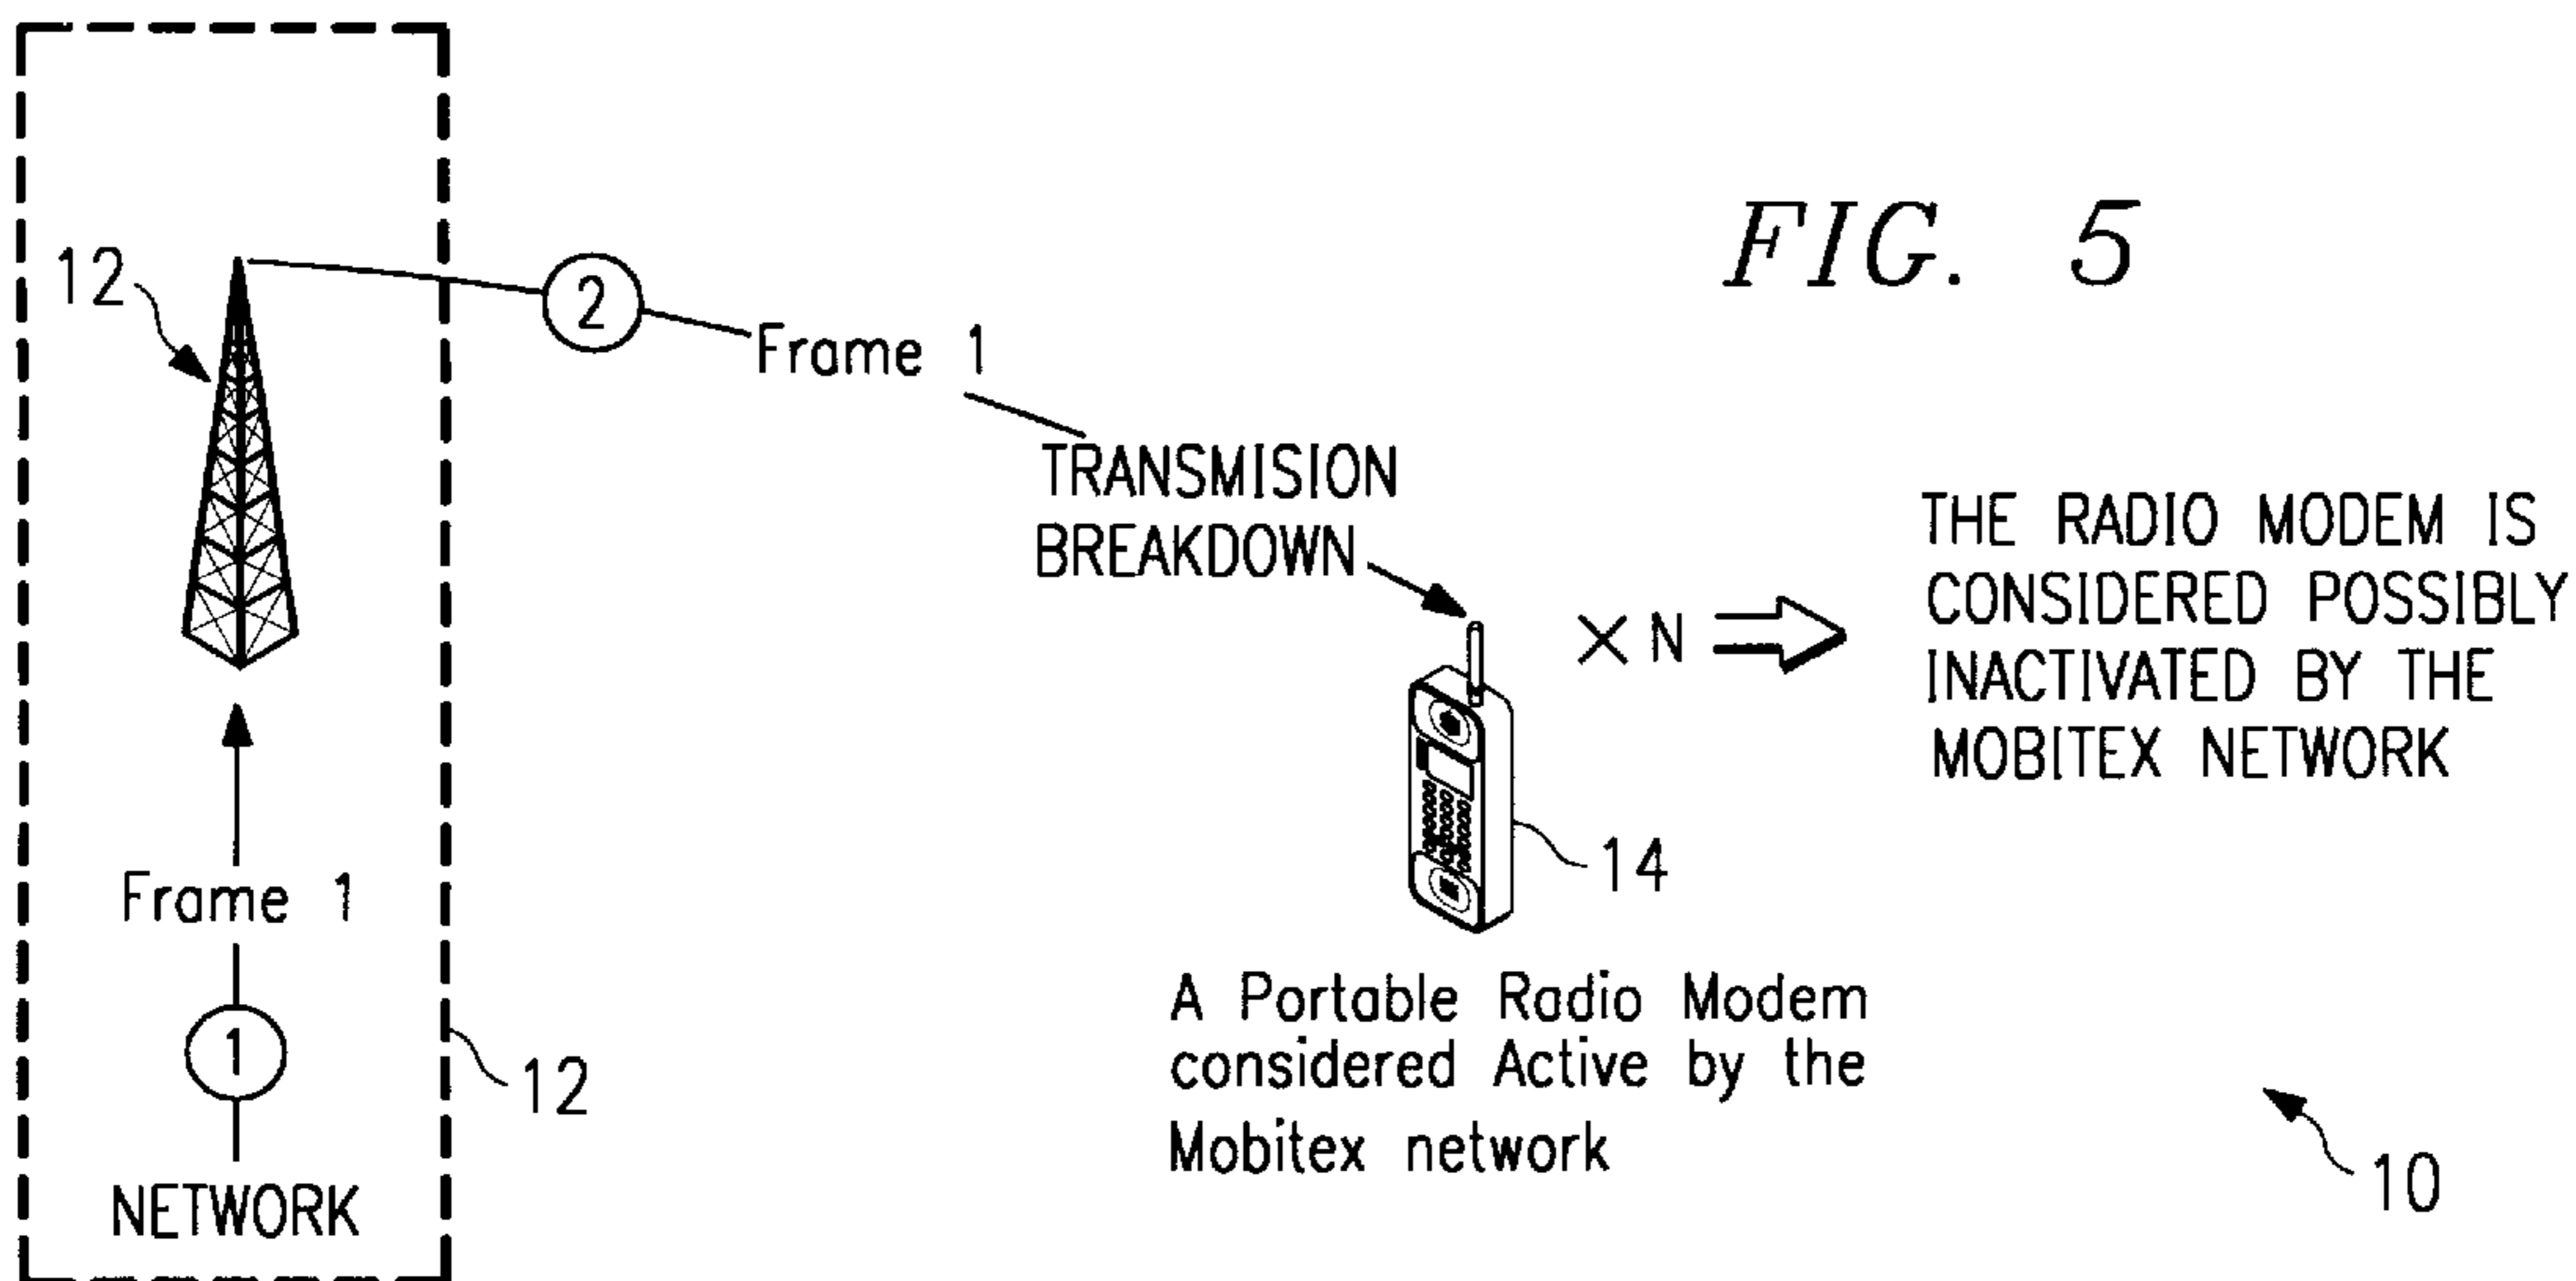 FIG. 5
12
2
Frame 1
TRANSMISION
BREAKDOWN
× N
THE RADIO MODEM IS
CONSIDERED POSSIBLY
INACTIVATED BY THE
MOBITEX NETWORK
14
A Portable Radio Modem
considered Active by the
Mobitex network
Frame 1
1
12
NETWORK
10